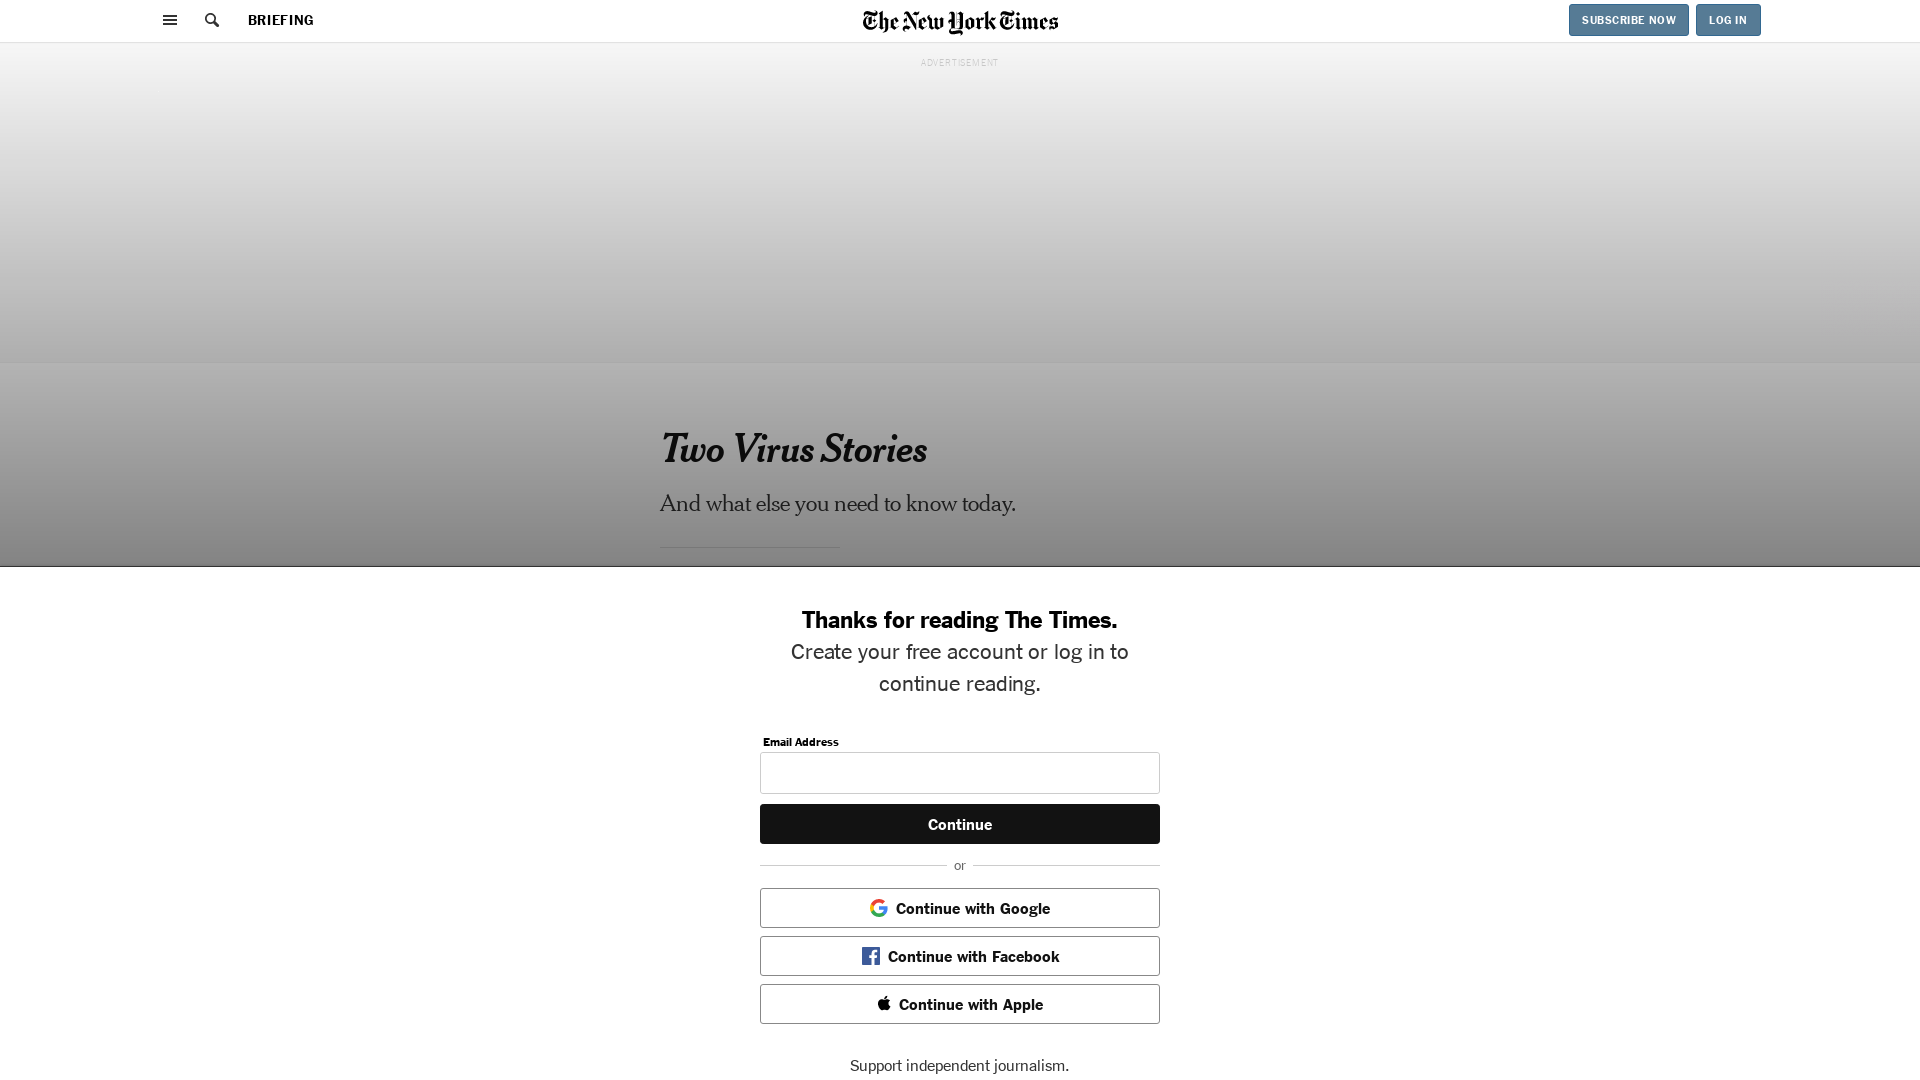 BRIEFING
The New York Times
SUBSCRIBE NOW
LOG IN
ADVERTISEMENT
Two Virus Stories
And what else you need to know today.
Thanks for reading The Times.
Create your free account or log in to
continue reading.
Email Address
Continue
or
Continue with Google
Continue with Facebook
Continue with Apple
Support independent journalism.